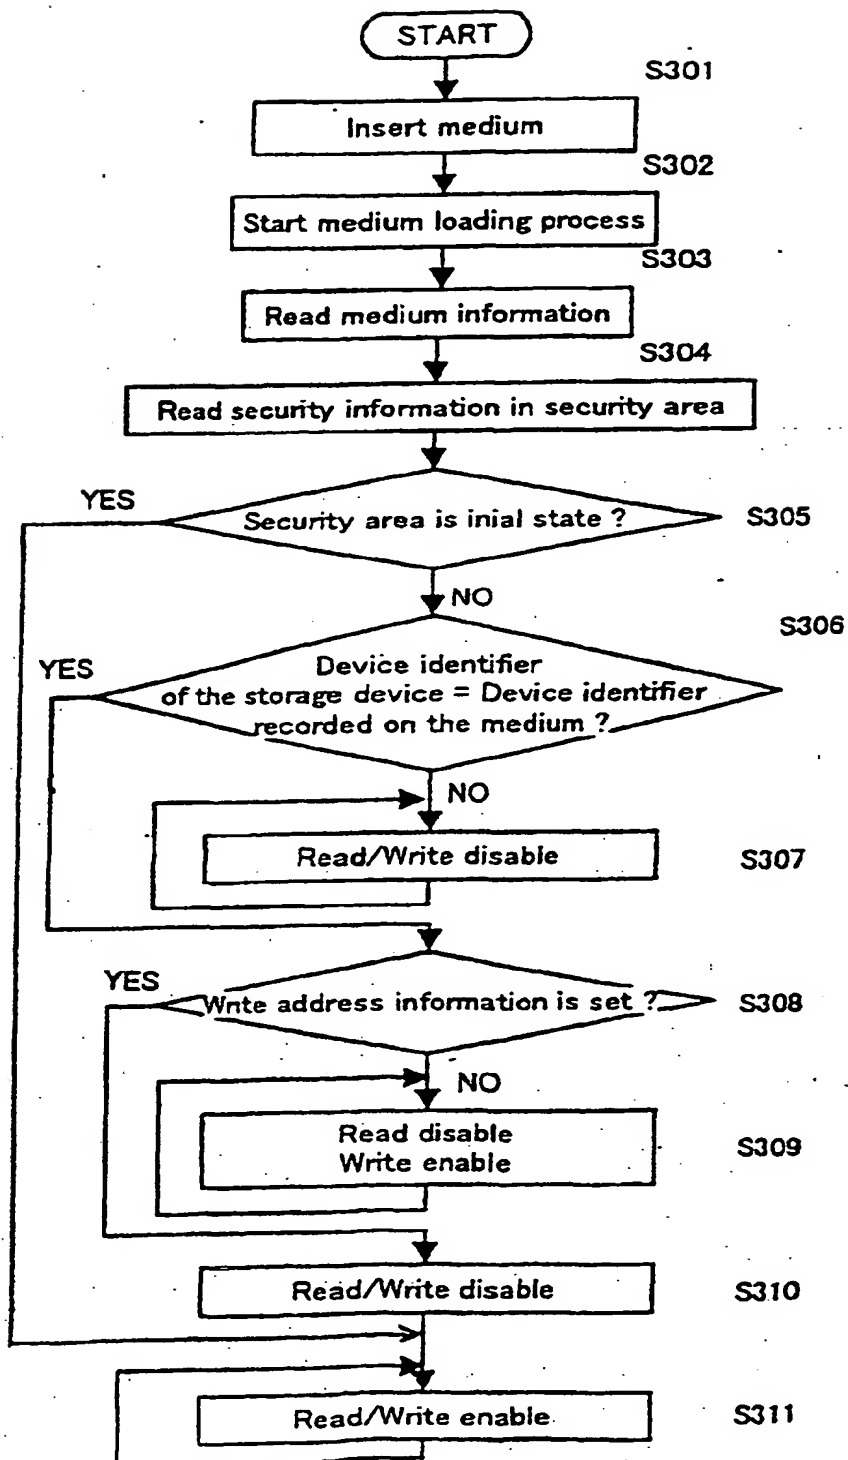 START
S301
Insert medium
S302
Start medium loading process
S303
Read medium information
S304
Read security information in security area
YES
Security area is inial state ?
S305
NO
S306
YES
Device identifier
of the storage device = Device identifier
recorded on the medium ?
NO
Read/Write disable
S307
YES
Write address information is set ?
S308
NO
Read disable
Write enable
S309
Read/Write disable
S310
Read/Write enable
S311